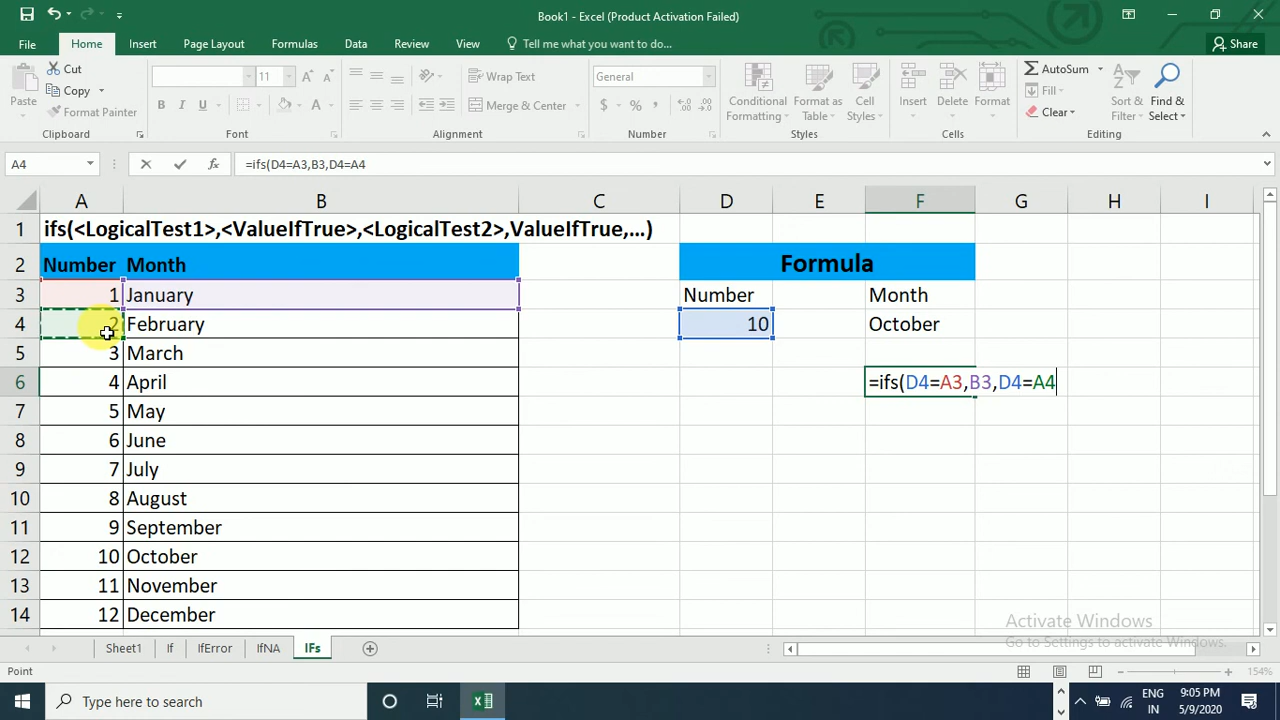 Book1 - Excel (Product Activation Failed)
File Home Insert Page Layout Formulas Data Review View Tell me what you want to do... Share
Paste Cut Copy Format Painter
11
Wrap Text Merge & Center
General $ %
Conditional Formatting Format as Table Cell Styles
Insert Delete Format
AutoSum Fill Clear Sort & Filter Find & Select
Clipboard Font Alignment Number Styles Cells Editing
A4 fx =ifs(D4=A3,B3,D4=A4
A B C D E F G H I
1 ifs(<LogicalTest1>,<ValueIfTrue>,<LogicalTest2>,ValueIfTrue,...)
2 Number Month Formula
3 1 January Number Month
4 2 February 10 October
5 3 March
6 4 April =ifs(D4=A3,B3,D4=A4
7 5 May
8 6 June
9 7 July
10 8 August
11 9 September
12 10 October
13 11 November
14 12 December
Activate Windows
Go to Settings to activate Windows.
Sheet1 If IfError IfNA IFs
Point 154%
Type here to search ENG IN 9:05 PM 5/9/2020